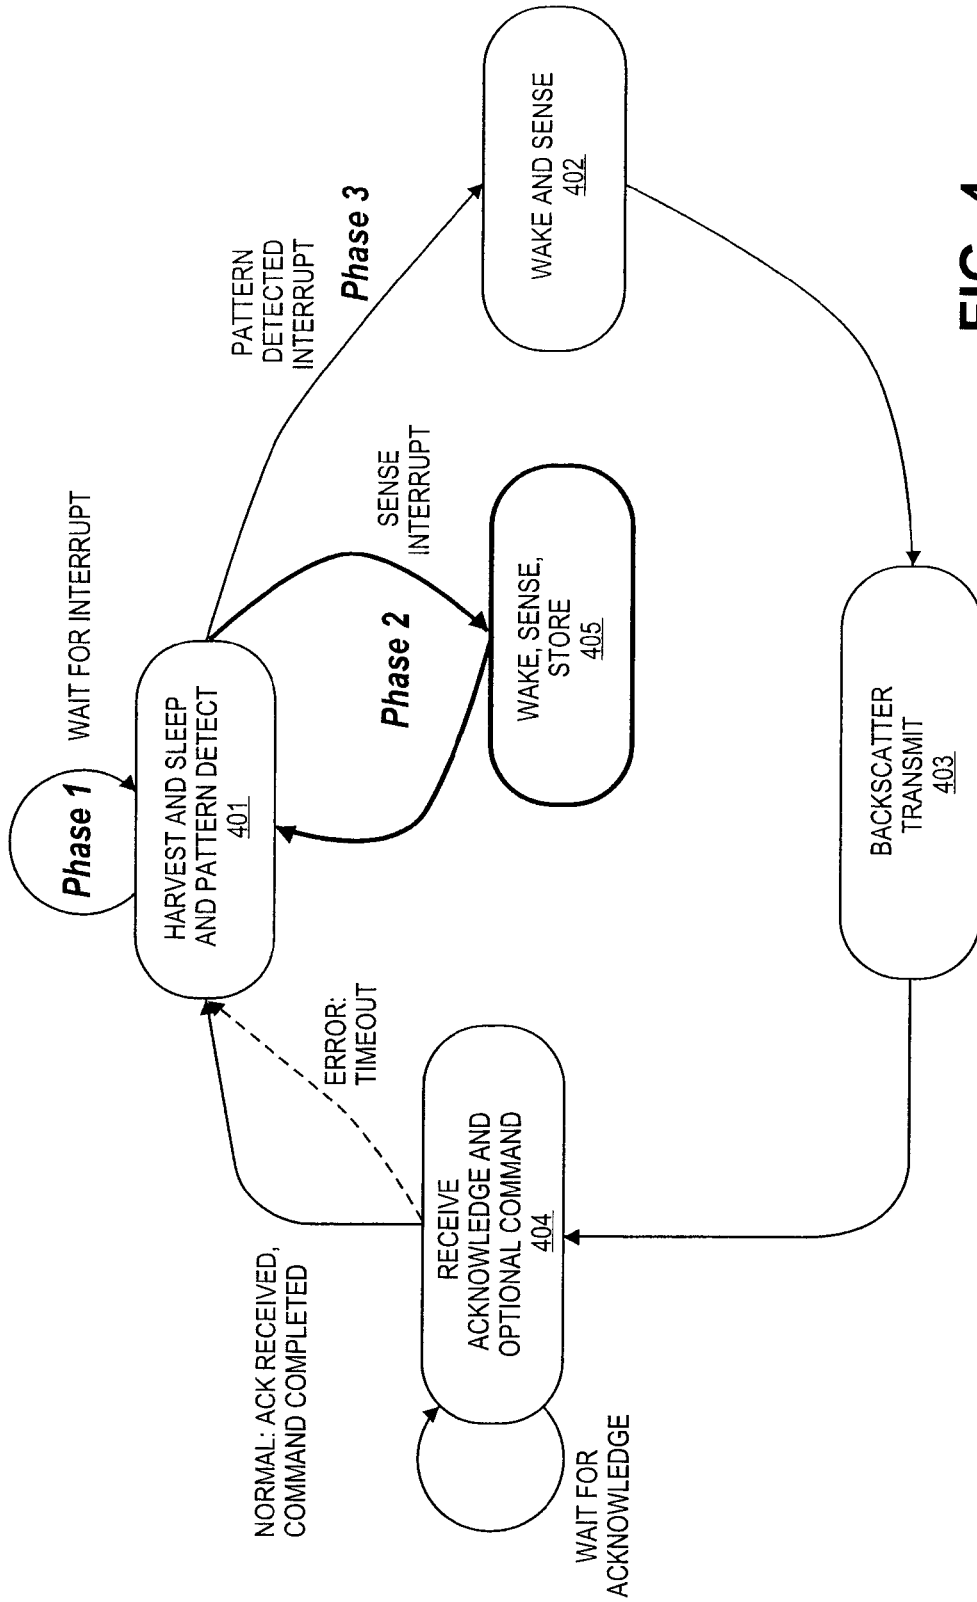 WAIT FOR INTERRUPT
Phase 1
HARVEST AND SLEEP
AND PATTERN DETECT
401
PATTERN
DETECTED
INTERRUPT
Phase 3
SENSE
INTERRUPT
Phase 2
WAKE, SENSE,
STORE
405
WAKE AND SENSE
402
ERROR:
TIMEOUT
NORMAL: ACK RECEIVED,
COMMAND COMPLETED
RECEIVE
ACKNOWLEDGE AND
OPTIONAL COMMAND
404
WAIT FOR
ACKNOWLEDGE
BACKSCATTER
TRANSMIT
403